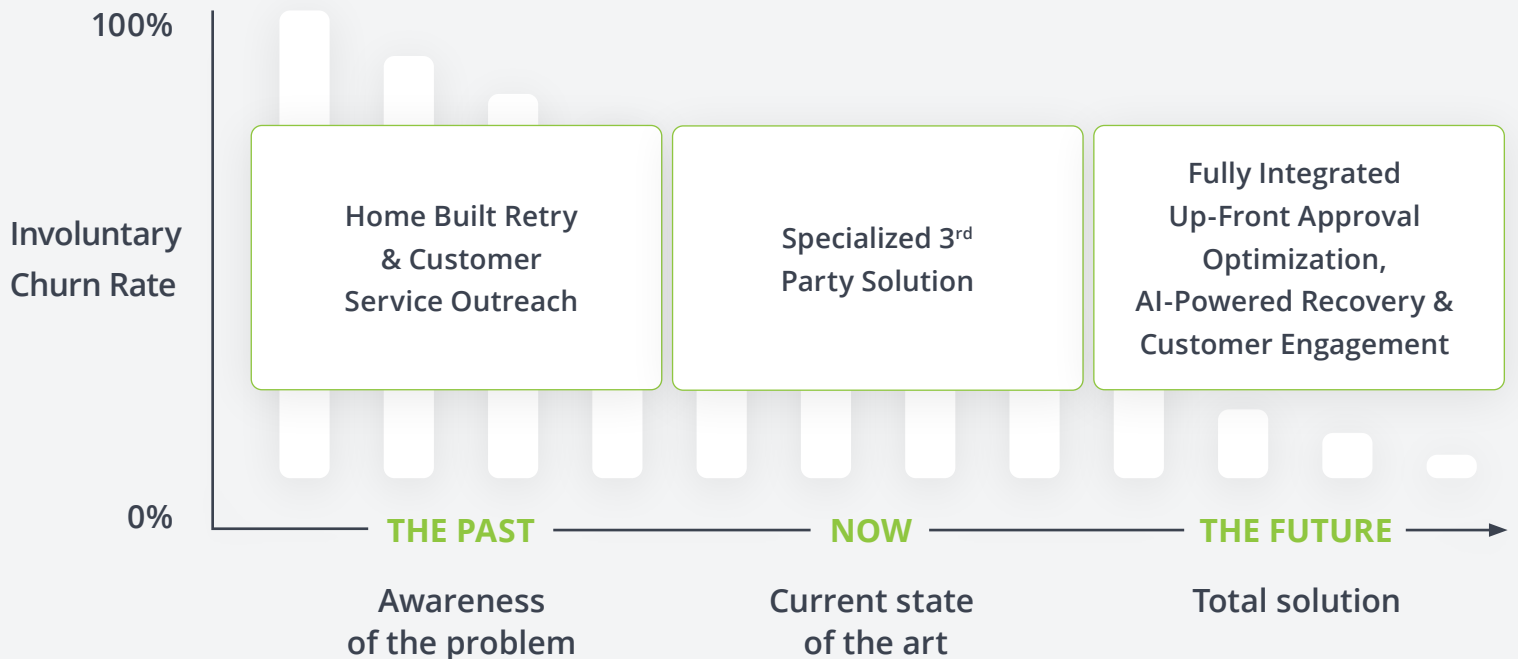 100%
Involuntary
Churn Rate
0%
Home Built Retry
& Customer
Service Outreach
Specialized 3rd
Party Solution
Fully Integrated
Up-Front Approval
Optimization,
AI-Powered Recovery &
Customer Engagement
THE PAST
NOW
THE FUTURE
Awareness
of the problem
Current state
of the art
Total solution